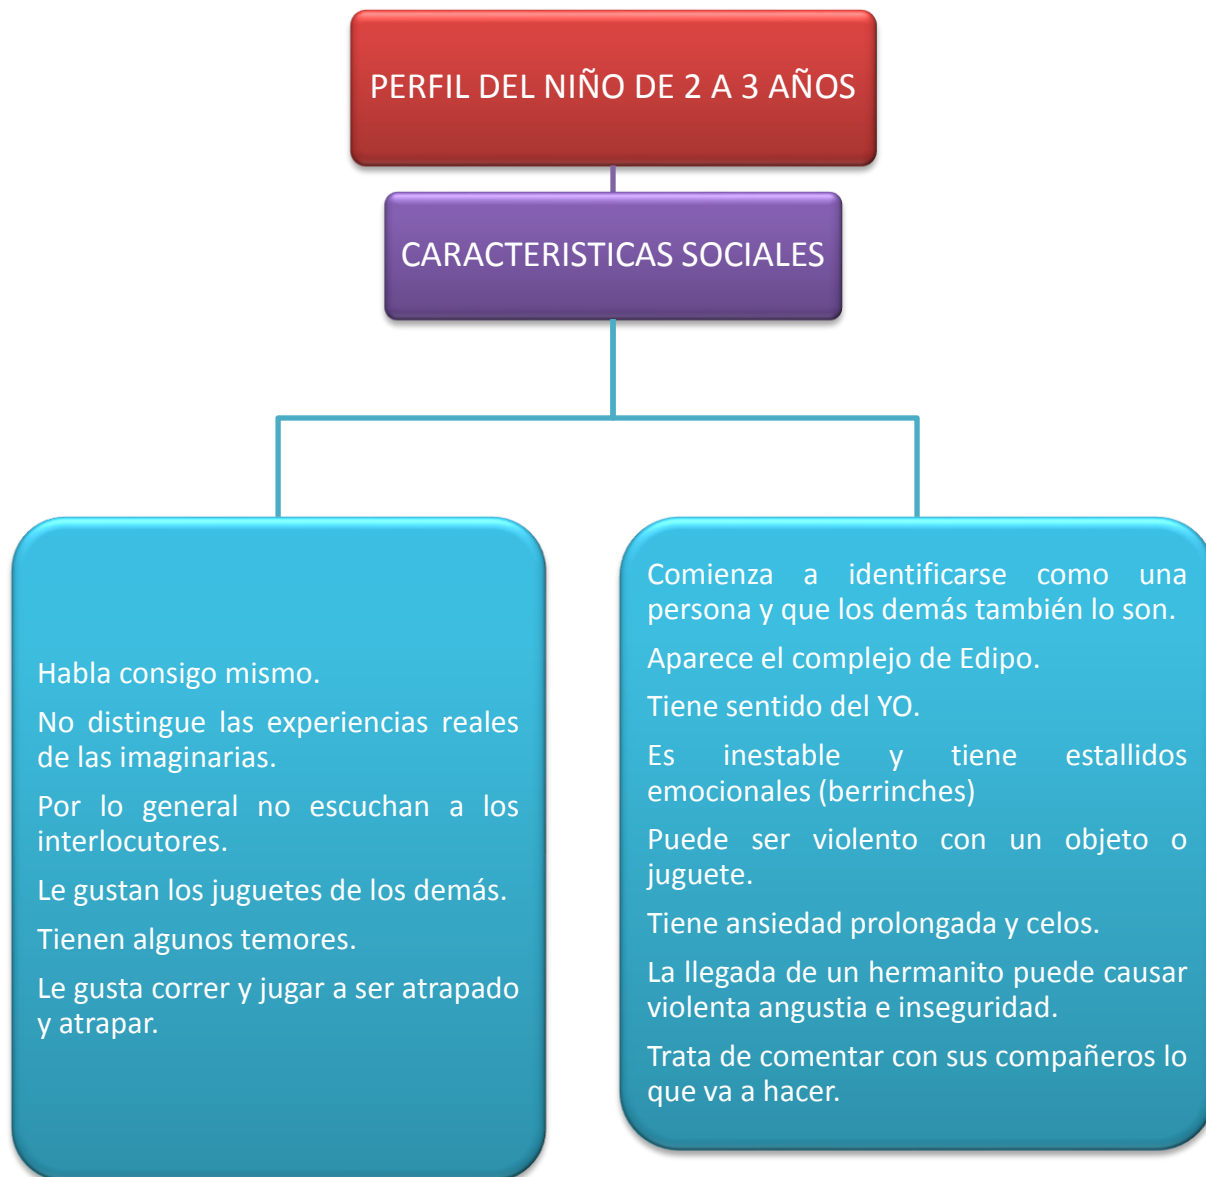 PERFIL DEL NIÑO DE 2 A 3 AÑOS
CARACTERISTICAS SOCIALES
Habla consigo mismo.
No distingue las experiencias reales
de las imaginarias.
Por lo general no escuchan a los
interlocutores.
Le gustan los juguetes de los demás.
Tienen algunos temores.
Le gusta correr y jugar a ser atrapado
y atrapar.
Comienza a identificarse como una
persona y que los demás también lo son.
Aparece el complejo de Edipo.
Tiene sentido del YO.
Es inestable y tiene estallidos
emocionales (berrinches)
Puede ser violento con un objeto o
juguete.
Tiene ansiedad prolongada y celos.
La llegada de un hermanito puede causar
violenta angustia e inseguridad.
Trata de comentar con sus compañeros lo
que va a hacer.